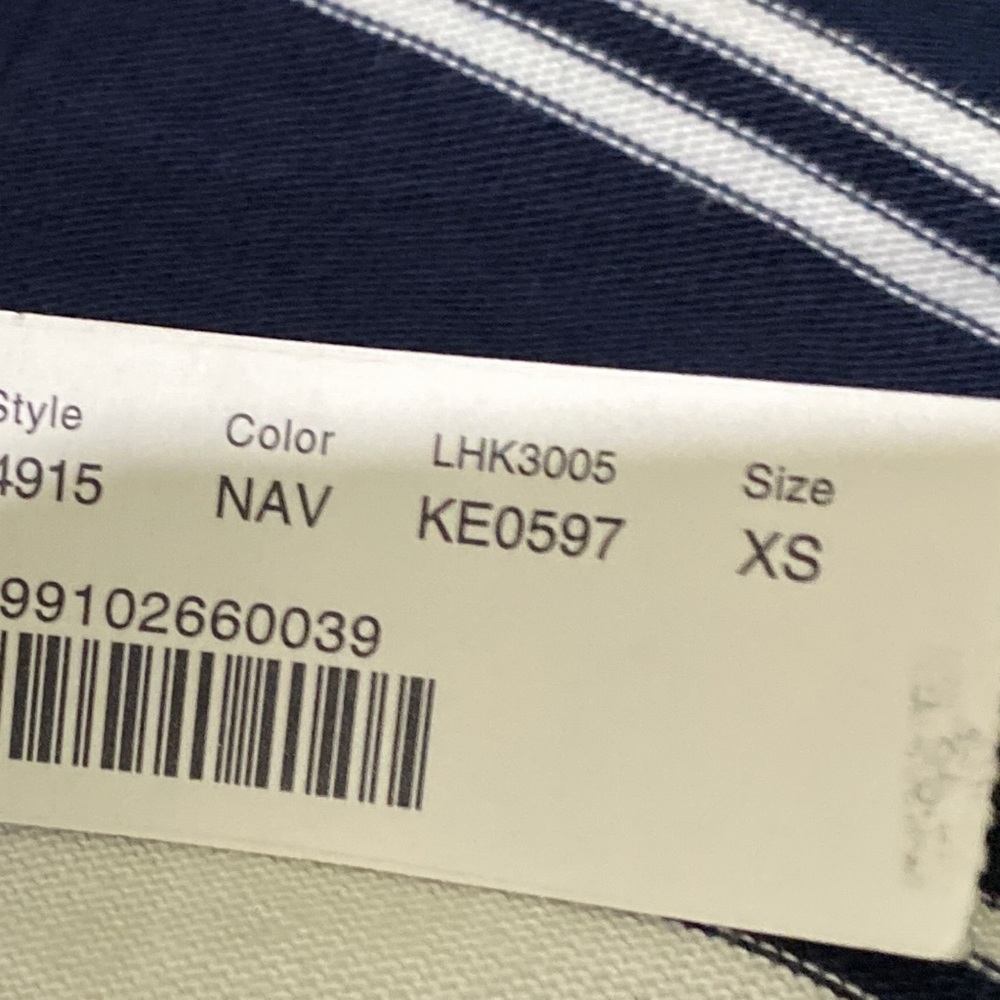 Style Color LHK3005 Size
4915 NAV KE0597 XS
99102660039